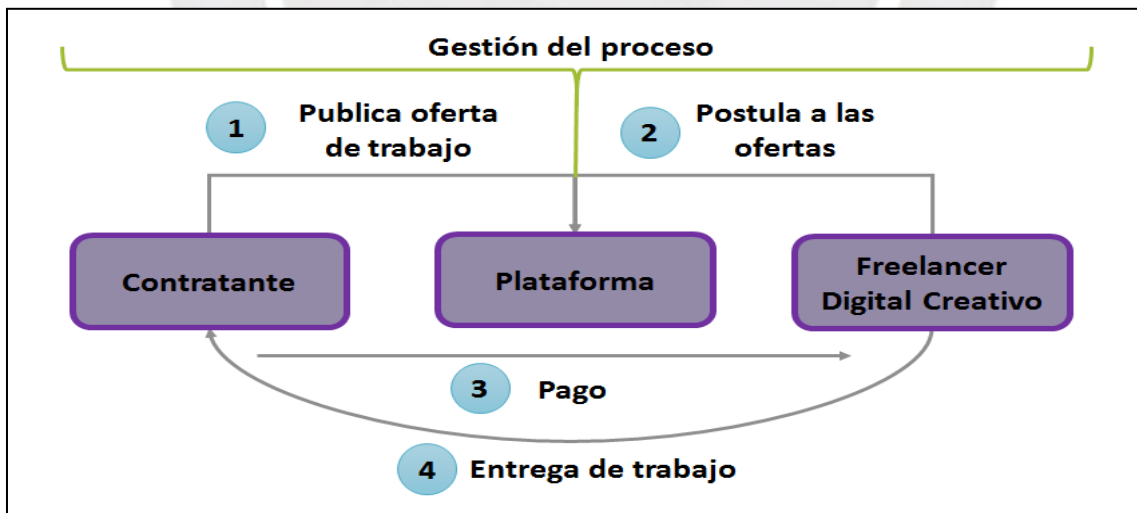 Gestión del proceso
1
Publica oferta
de trabajo
2
Postula a las
ofertas
Contratante
Plataforma
Freelancer
Digital Creativo
3
Pago
4
Entrega de trabajo